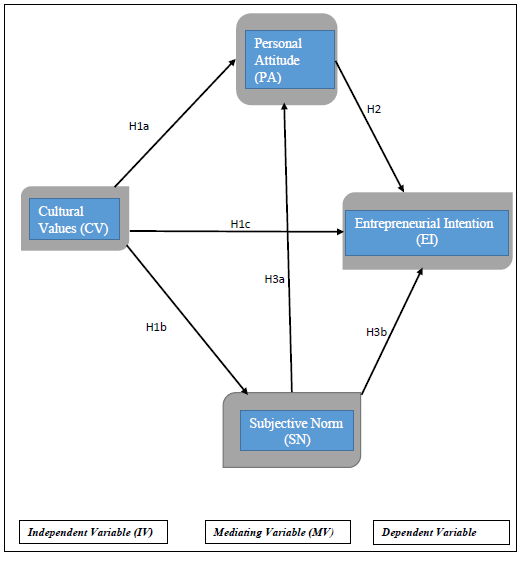 Personal
Attitude
(PA)
H1a
H2
Cultural
Values (CV)
H1c
Entrepreneurial Intention
(EI)
H3a
H1b
H3b
Subjective Norm
(SN)
Independent Variable (IV)
Mediating Variable (MV)
Dependent Variable